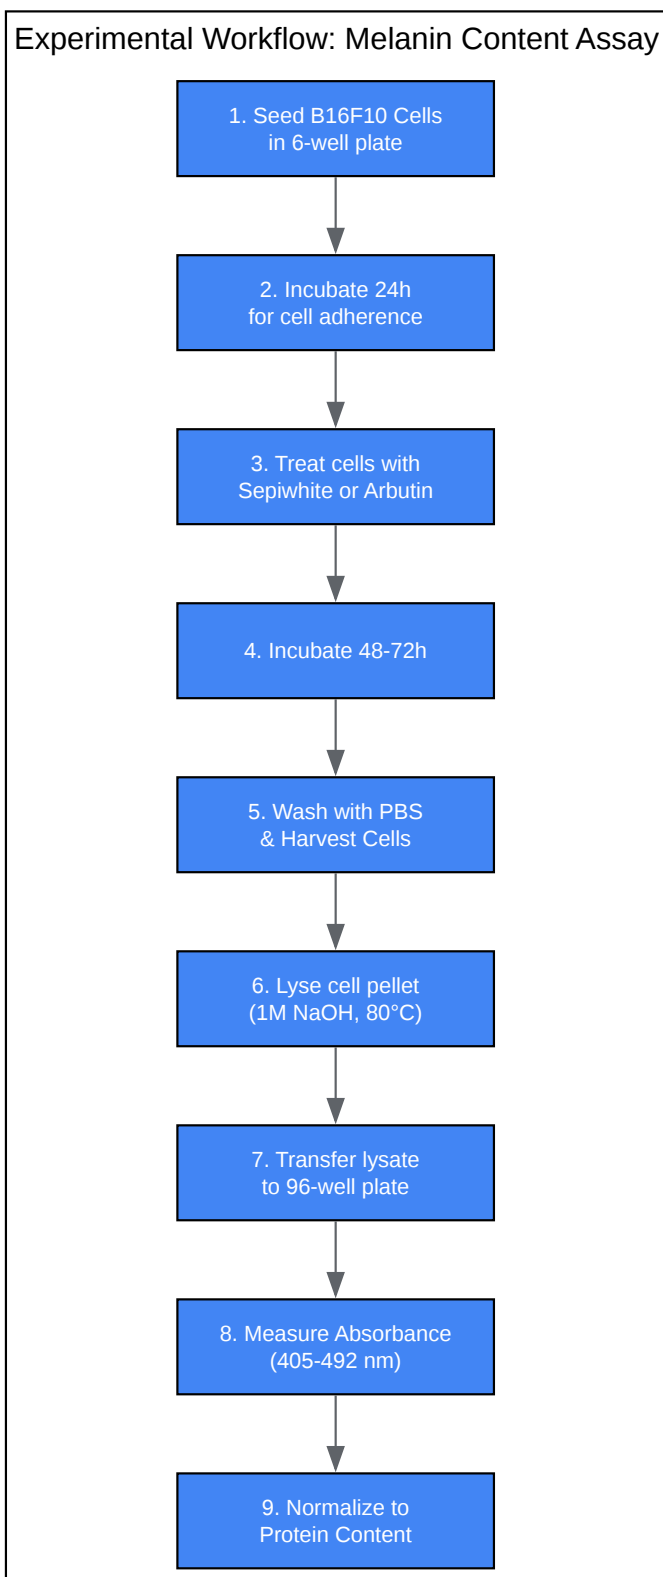 Experimental Workflow: Melanin Content Assay
1. Seed B16F10 Cells
in 6-well plate
2. Incubate 24h
for cell adherence
3. Treat cells with
Sepiwhite or Arbutin
4. Incubate 48-72h
5. Wash with PBS
& Harvest Cells
6. Lyse cell pellet
(1M NaOH, 80°C)
7. Transfer lysate
to 96-well plate
8. Measure Absorbance
(405-492 nm)
9. Normalize to
Protein Content